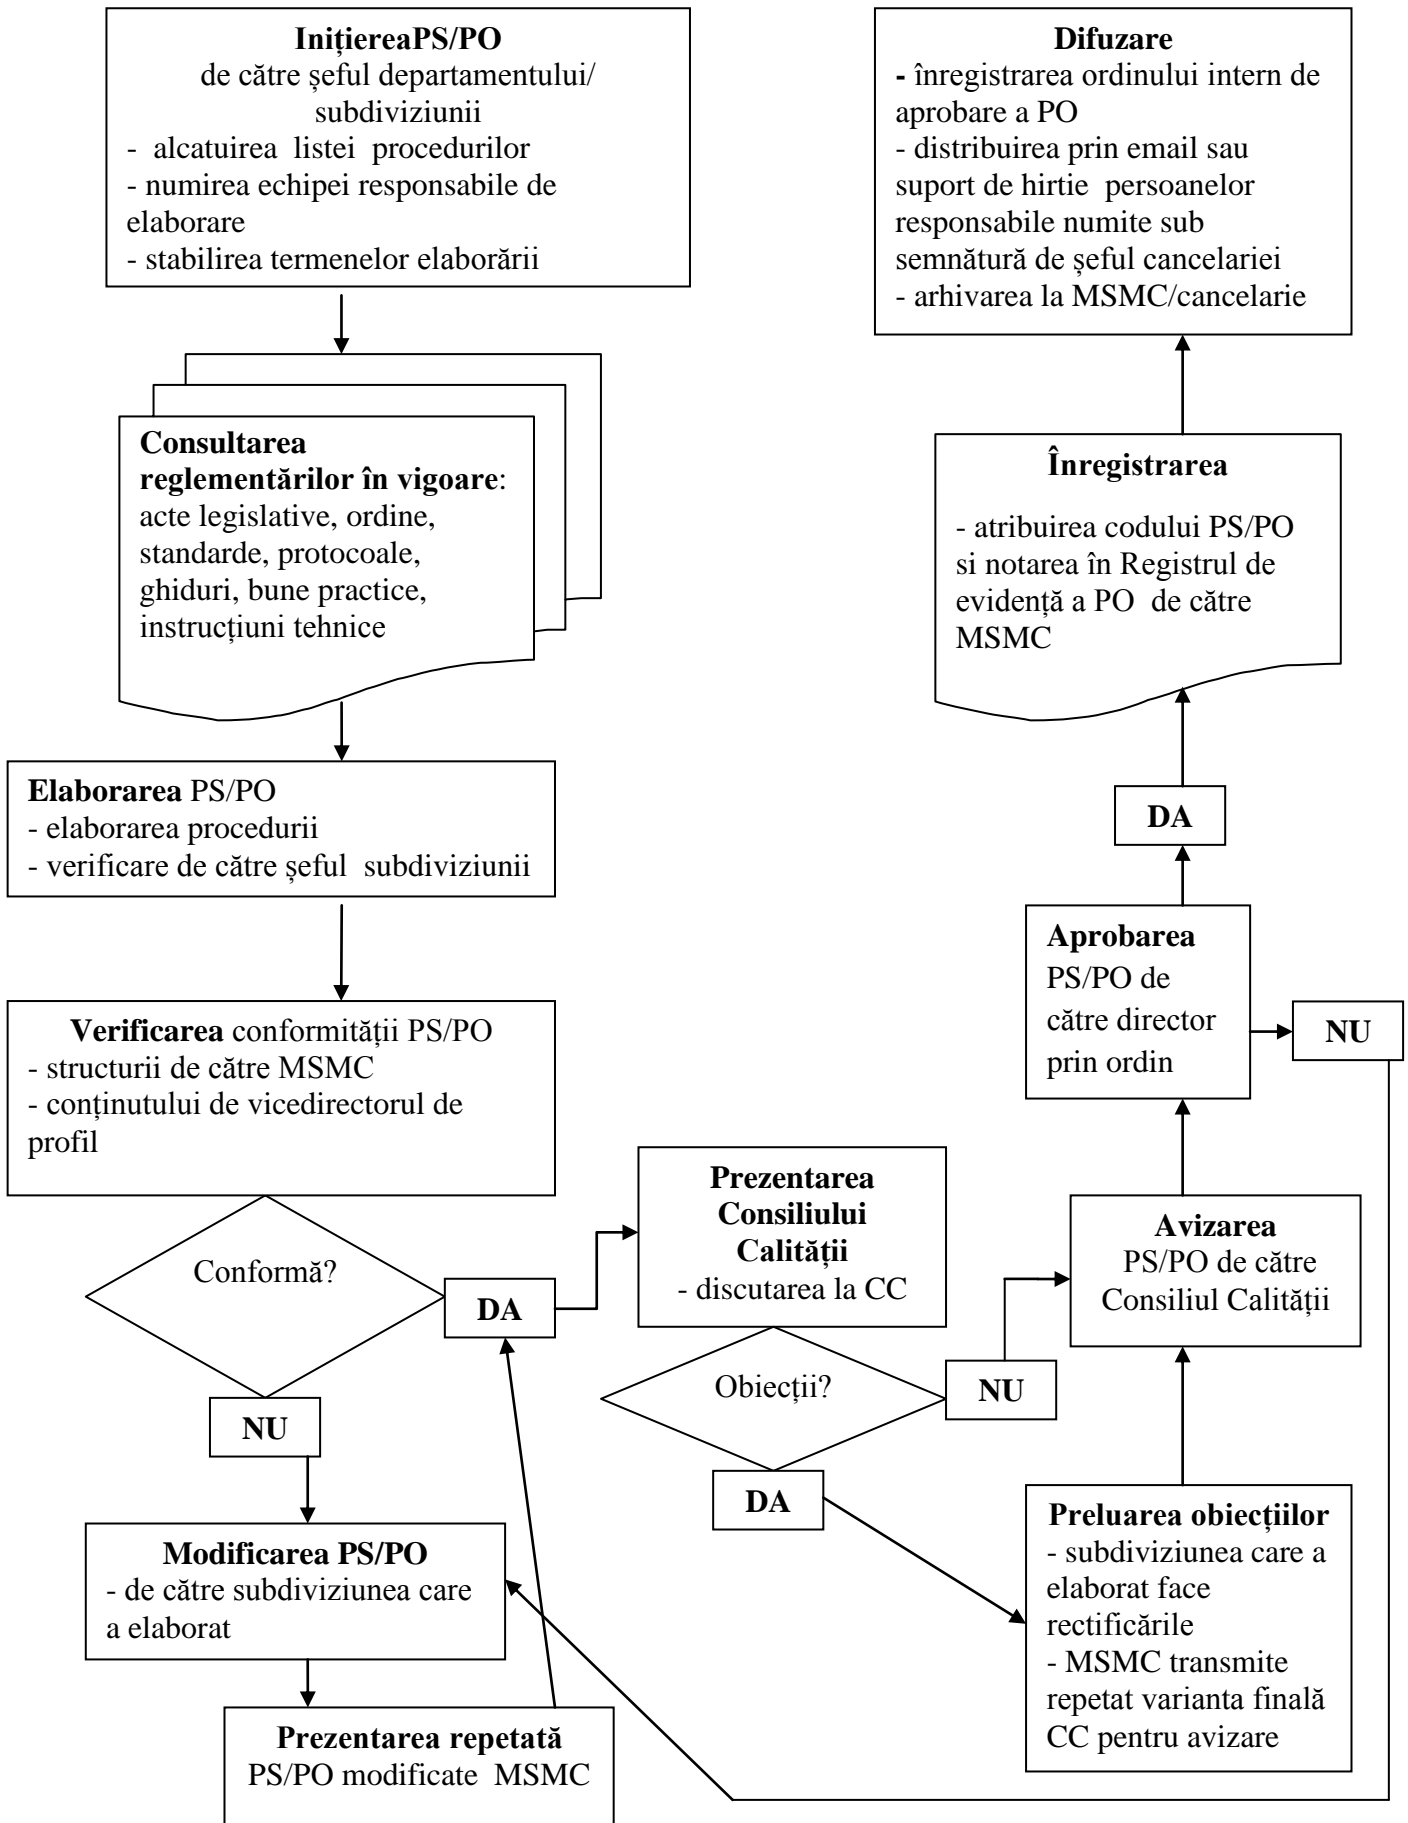 InițiereaPS/PO
de către șeful departamentului/
subdiviziunii
- alcatuirea listei procedurilor
- numirea echipei responsabile de
elaborare
- stabilirea termenelor elaborării
Consultarea
reglementărilor în vigoare:
acte legislative, ordine,
standarde, protocoale,
ghiduri, bune practice,
instrucțiuni tehnice
Elaborarea PS/PO
- elaborarea procedurii
- verificare de către șeful subdiviziunii
Verificarea conformității PS/PO
- structurii de către MSMC
- conținutului de vicedirectorul de
profil
Conformă?
DA
NU
Modificarea PS/PO
- de către subdiviziunea care
a elaborat
Prezentarea repetată
PS/PO modificate MSMC
Prezentarea
Consiliului
Calității
- discutarea la CC
Obiecții?
NU
DA
Preluarea obiecțiilor
- subdiviziunea care a
elaborat face
rectificările
- MSMC transmite
repetat varianta finală
CC pentru avizare
Avizarea
PS/PO de către
Consiliul Calității
Aprobarea
PS/PO de
către director
prin ordin
NU
DA
Înregistrarea
- atribuirea codului PS/PO
si notarea în Registrul de
evidență a PO de către
MSMC
Difuzare
- înregistrarea ordinului intern de
aprobare a PO
- distribuirea prin email sau
suport de hirtie persoanelor
responsabile numite sub
semnătură de șeful cancelariei
- arhivarea la MSMC/cancelarie